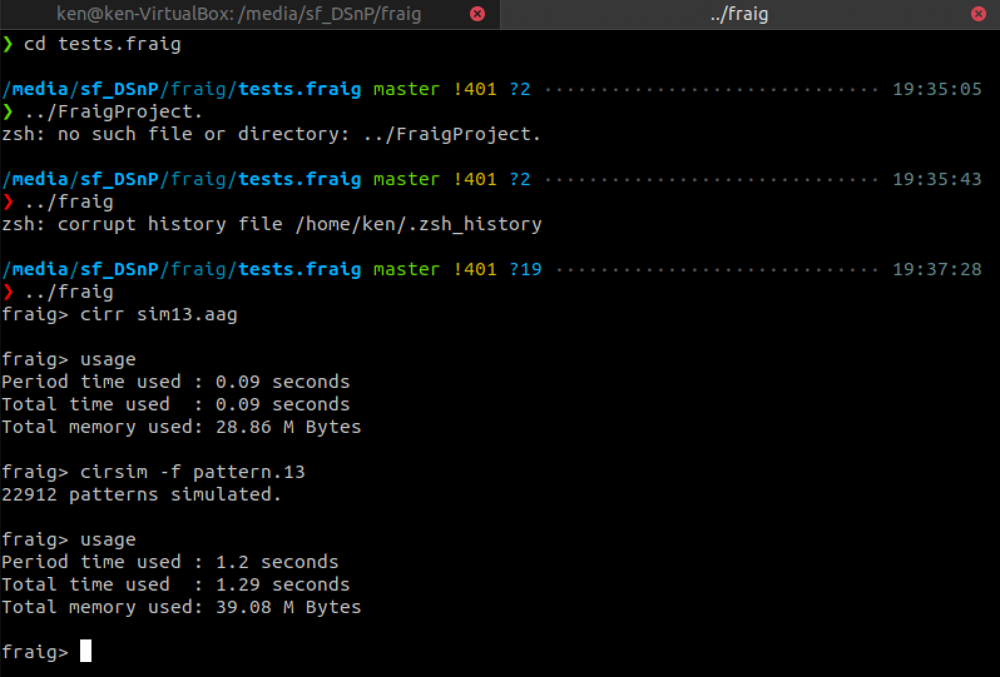 ken@ken-VirtualBox: /media/sf_DSnP/fraig
../fraig
❯ cd tests.fraig
/media/sf_DSnP/fraig/tests.fraig master !401 ?2 ······························ 19:35:05
❯ ../FraigProject.
zsh: no such file or directory: ../FraigProject.
/media/sf_DSnP/fraig/tests.fraig master !401 ?2 ······························ 19:35:43
❯ ../fraig
zsh: corrupt history file /home/ken/.zsh_history
/media/sf_DSnP/fraig/tests.fraig master !401 ?19 ····························· 19:37:28
❯ ../fraig
fraig> cirr sim13.aag
fraig> usage
Period time used : 0.09 seconds
Total time used  : 0.09 seconds
Total memory used: 28.86 M Bytes
fraig> cirsim -f pattern.13
22912 patterns simulated.
fraig> usage
Period time used : 1.2 seconds
Total time used  : 1.29 seconds
Total memory used: 39.08 M Bytes
fraig>